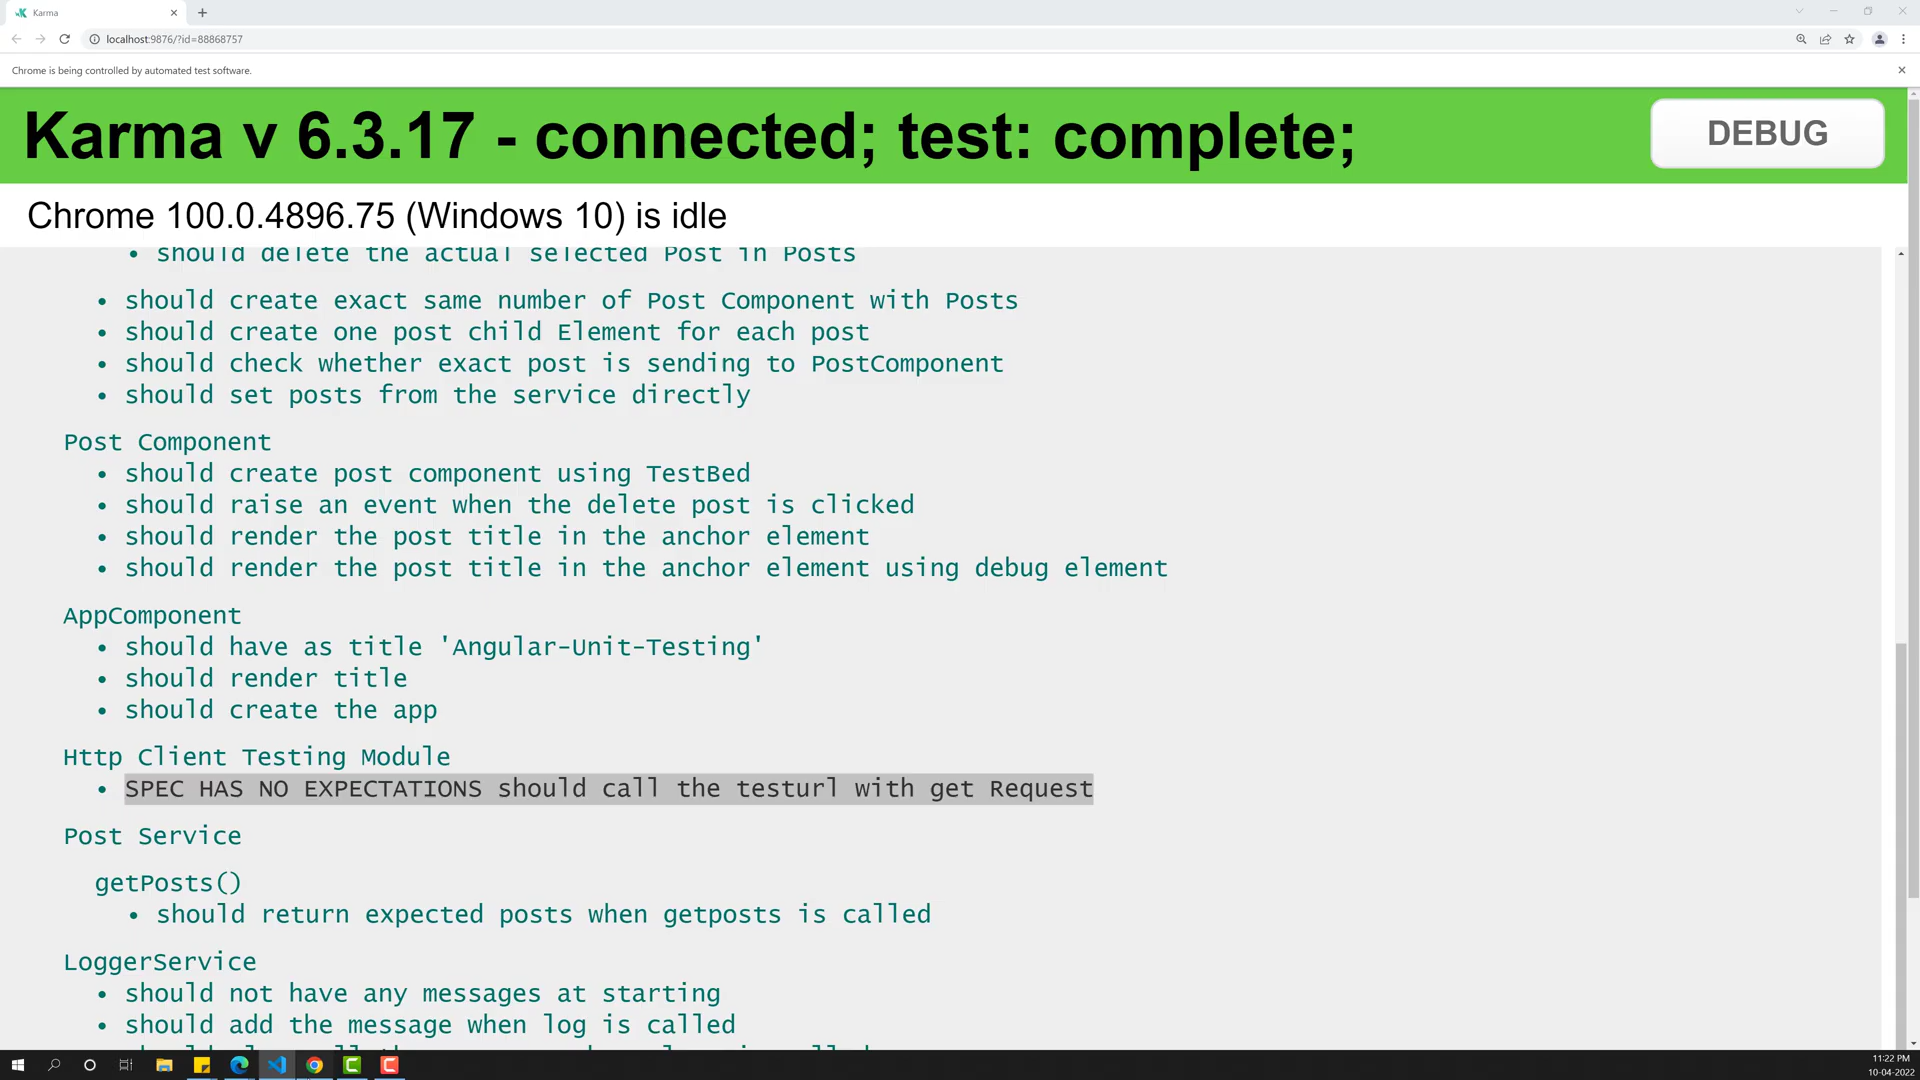 Karma
localhost:9876/?id=88868757
Chrome is being controlled by automated test software.
Karma v 6.3.17 - connected; test: complete;
DEBUG
Chrome 100.0.4896.75 (Windows 10) is idle
• should delete the actual selected Post in Posts
• should create exact same number of Post Component with Posts
• should create one post child Element for each post
• should check whether exact post is sending to PostComponent
• should set posts from the service directly
Post Component
• should create post component using TestBed
• should raise an event when the delete post is clicked
• should render the post title in the anchor element
• should render the post title in the anchor element using debug element
AppComponent
• should have as title 'Angular-Unit-Testing'
• should render title
• should create the app
Http Client Testing Module
• SPEC HAS NO EXPECTATIONS should call the testurl with get Request
Post Service
getPosts()
• should return expected posts when getposts is called
LoggerService
• should not have any messages at starting
• should add the message when log is called
11:22 PM
10-04-2022